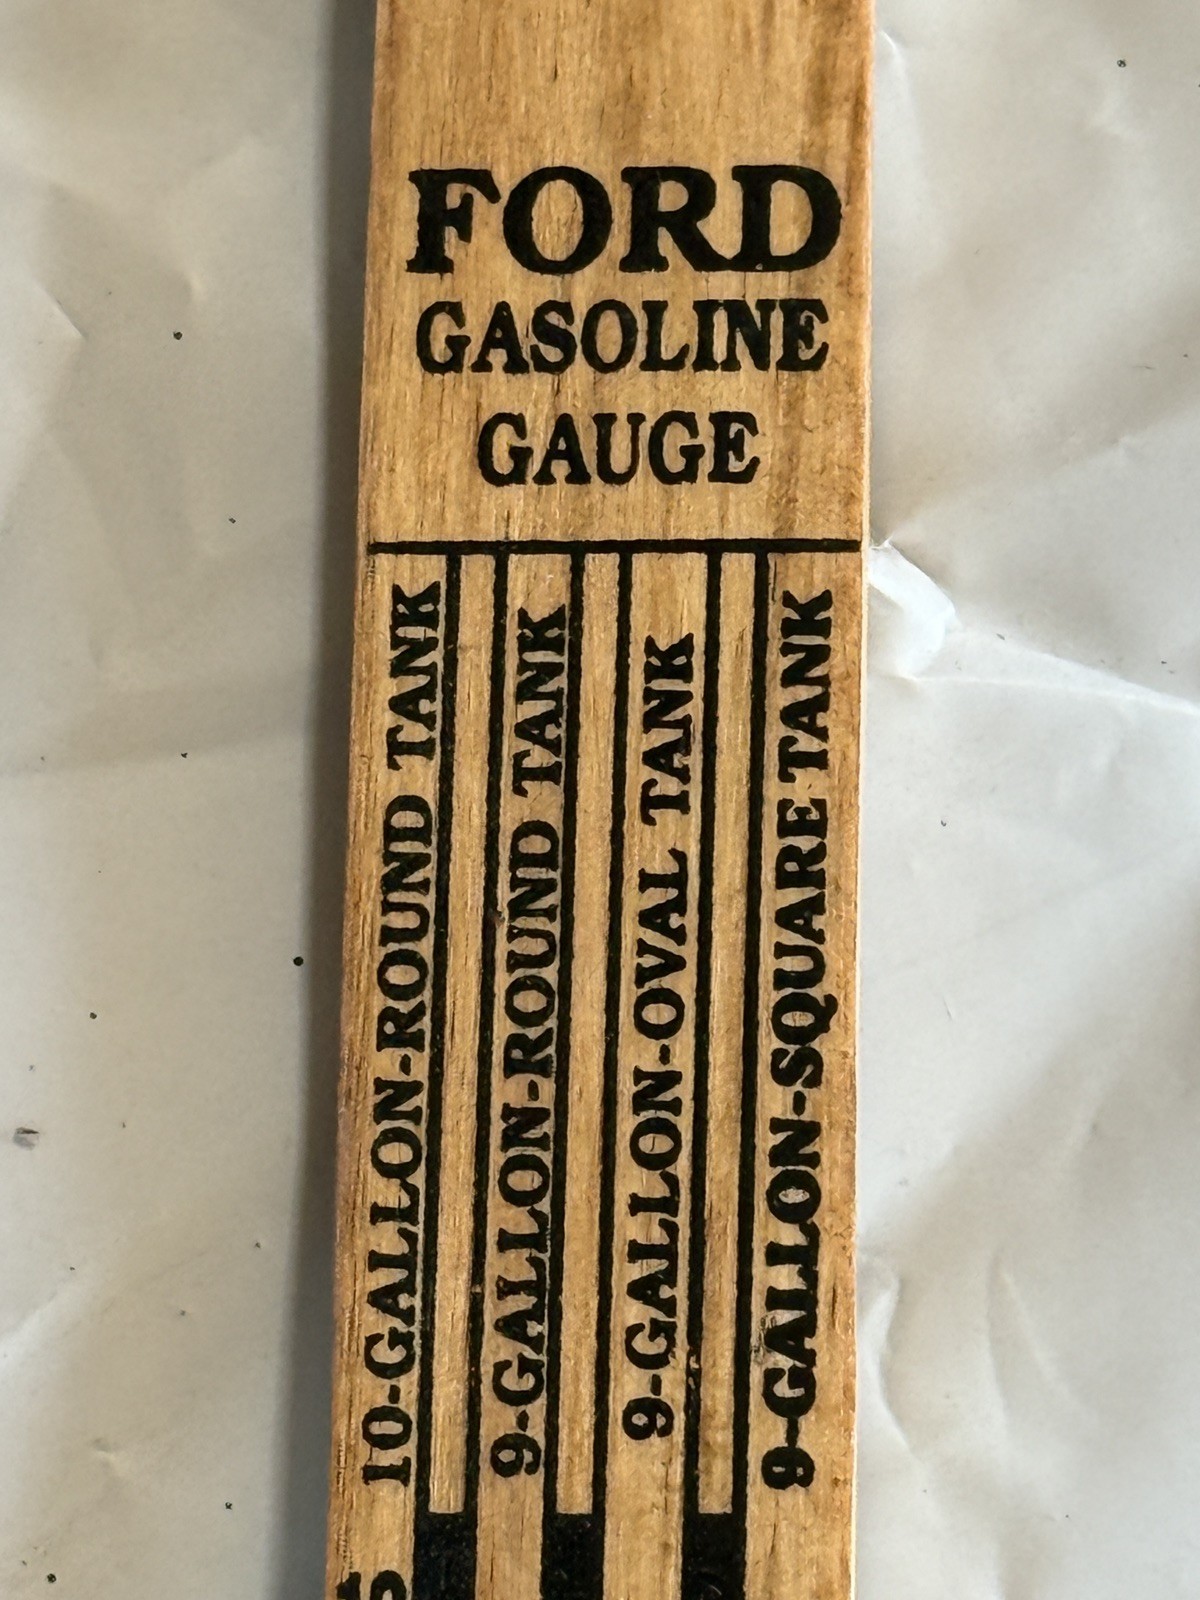 FORD
GASOLINE
GAUGE
10-GALLON-ROUND TANK
9-GALLON-ROUND TANK
9-GALLON-OVAL TANK
9-GALLON-SQUARE TANK